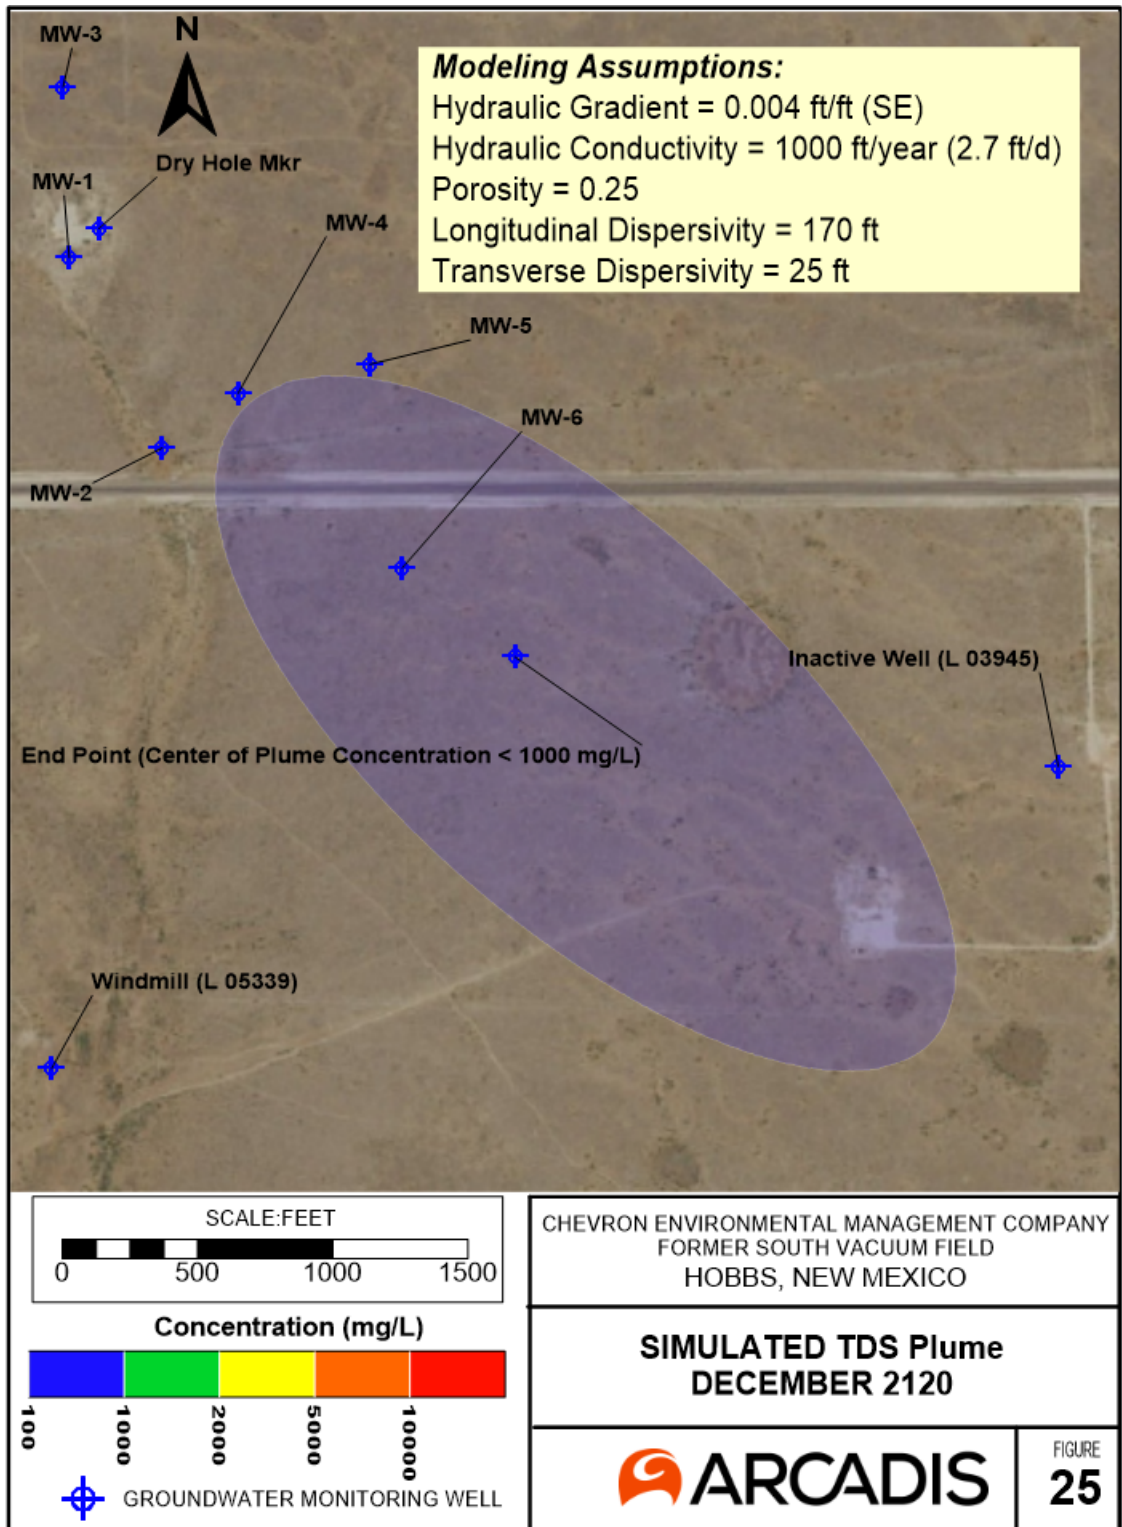 MW-3
N
Modeling Assumptions:
Hydraulic Gradient = 0.004 ft/ft (SE)
Hydraulic Conductivity = 1000 ft/year (2.7 ft/d)
Porosity = 0.25
Longitudinal Dispersivity = 170 ft
Transverse Dispersivity = 25 ft
Dry Hole Mkr
MW-1
MW-4
MW-5
MW-6
MW-2
Inactive Well (L 03945)
End Point (Center of Plume Concentration < 1000 mg/L)
Windmill (L 05339)
SCALE:FEET
0 500 1000 1500
Concentration (mg/L)
100 1000 2000 5000 10000
GROUNDWATER MONITORING WELL
CHEVRON ENVIRONMENTAL MANAGEMENT COMPANY
FORMER SOUTH VACUUM FIELD
HOBBS, NEW MEXICO
SIMULATED TDS Plume
DECEMBER 2120
ARCADIS
FIGURE
25